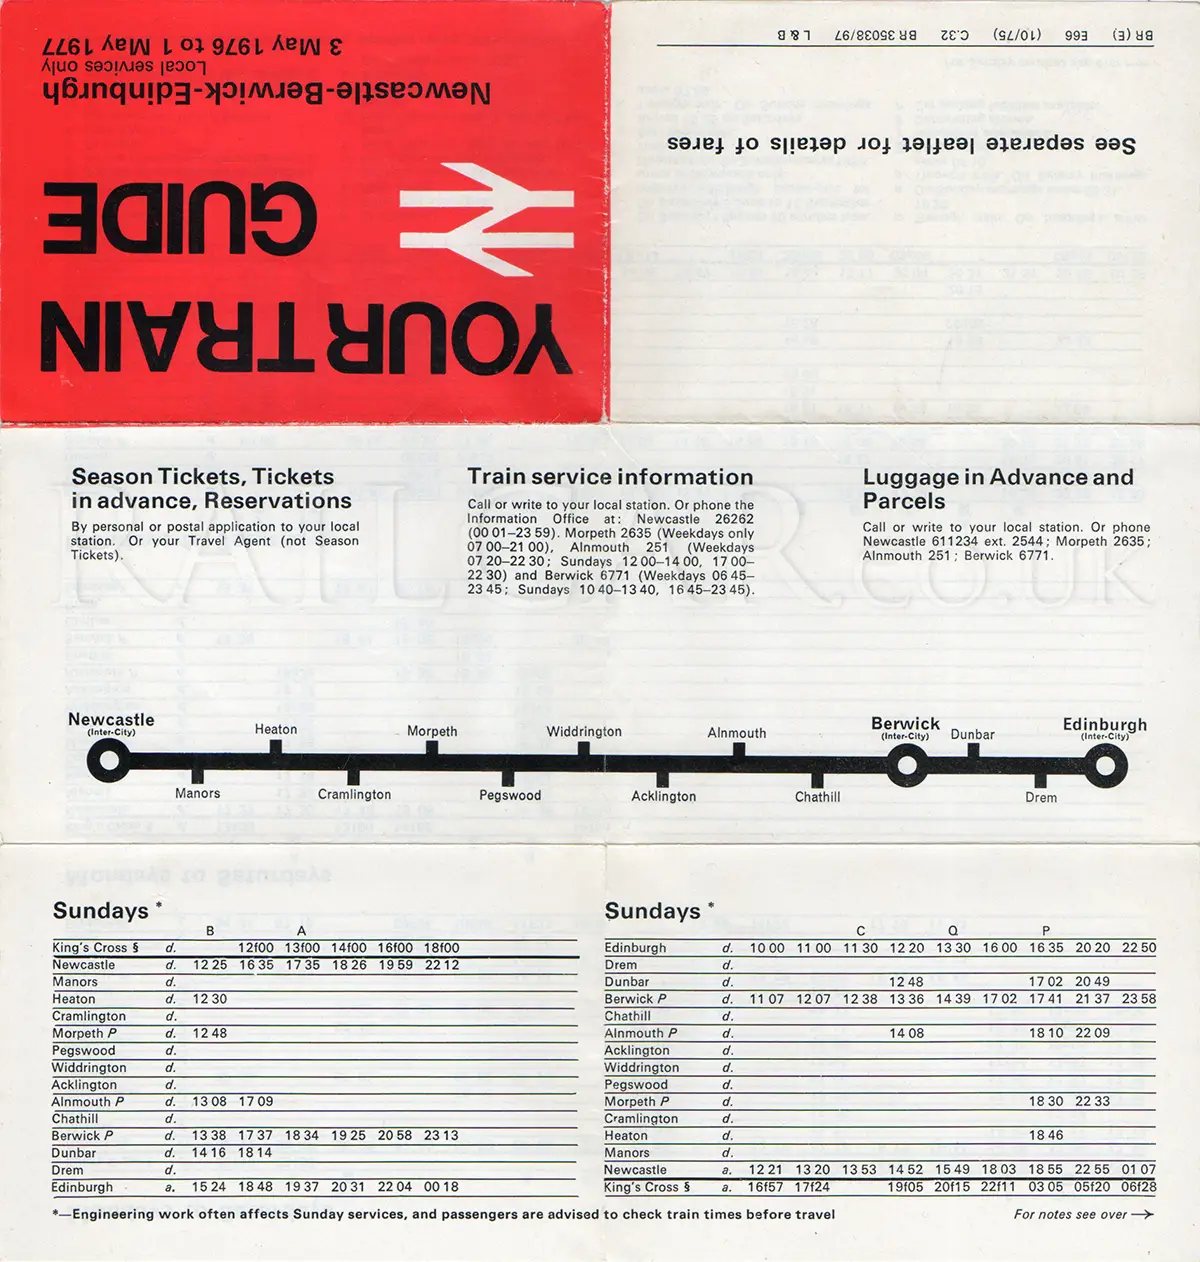 YOUR TRAIN
GUIDE
Newcastle-Berwick-Edinburgh
Local services only
3 May 1976 to 1 May 1977
See separate leaflet for details of fares
BR (E) E66 (10/75) C.32 BR 35038/97 L & B
Season Tickets, Tickets
in advance, Reservations
By personal or postal application to your local
station. Or your Travel Agent (not Season
Tickets).
Train service information
Call or write to your local station. Or phone the
Information Office at: Newcastle 26262
(00 01–23 59). Morpeth 2635 (Weekdays only
07 00–21 00), Alnmouth 251 (Weekdays
07 20–22 30; Sundays 12 00–14 00, 17 00–
22 30) and Berwick 6771 (Weekdays 06 45–
23 45; Sundays 10 40–13 40, 16 45–23 45).
Luggage in Advance and
Parcels
Call or write to your local station. Or phone
Newcastle 611234 ext. 2544; Morpeth 2635;
Alnmouth 251; Berwick 6771.
RAILCAR.co.uk
Newcastle
(Inter-City)
Manors
Heaton
Cramlington
Morpeth
Pegswood
Widdrington
Acklington
Alnmouth
Chathill
Berwick
(Inter-City)
Dunbar
Drem
Edinburgh
(Inter-City)
Sundays *
B A
King's Cross § d. 12f00 13f00 14f00 16f00 18f00
Newcastle d. 12 25 16 35 17 35 18 26 19 59 22 12
Manors d.
Heaton d. 12 30
Cramlington d.
Morpeth P d. 12 48
Pegswood d.
Widdrington d.
Acklington d.
Alnmouth P d. 13 08 17 09
Chathill d.
Berwick P d. 13 38 17 37 18 34 19 25 20 58 23 13
Dunbar d. 14 16 18 14
Drem d.
Edinburgh a. 15 24 18 48 19 37 20 31 22 04 00 18
Sundays *
C Q P
Edinburgh d. 10 00 11 00 11 30 12 20 13 30 16 00 16 35 20 20 22 50
Drem d.
Dunbar d. 12 48 17 02 20 49
Berwick P d. 11 07 12 07 12 38 13 36 14 39 17 02 17 41 21 37 23 58
Chathill d.
Alnmouth P d. 14 08 18 10 22 09
Acklington d.
Widdrington d.
Pegswood d.
Morpeth P d. 18 30 22 33
Cramlington d.
Heaton d. 18 46
Manors d.
Newcastle a. 12 21 13 20 13 53 14 52 15 49 18 03 18 55 22 55 01 07
King's Cross § a. 16f57 17f24 19f05 20f15 22f11 03 05 05f20 06f28
*—Engineering work often affects Sunday services, and passengers are advised to check train times before travel
For notes see over→